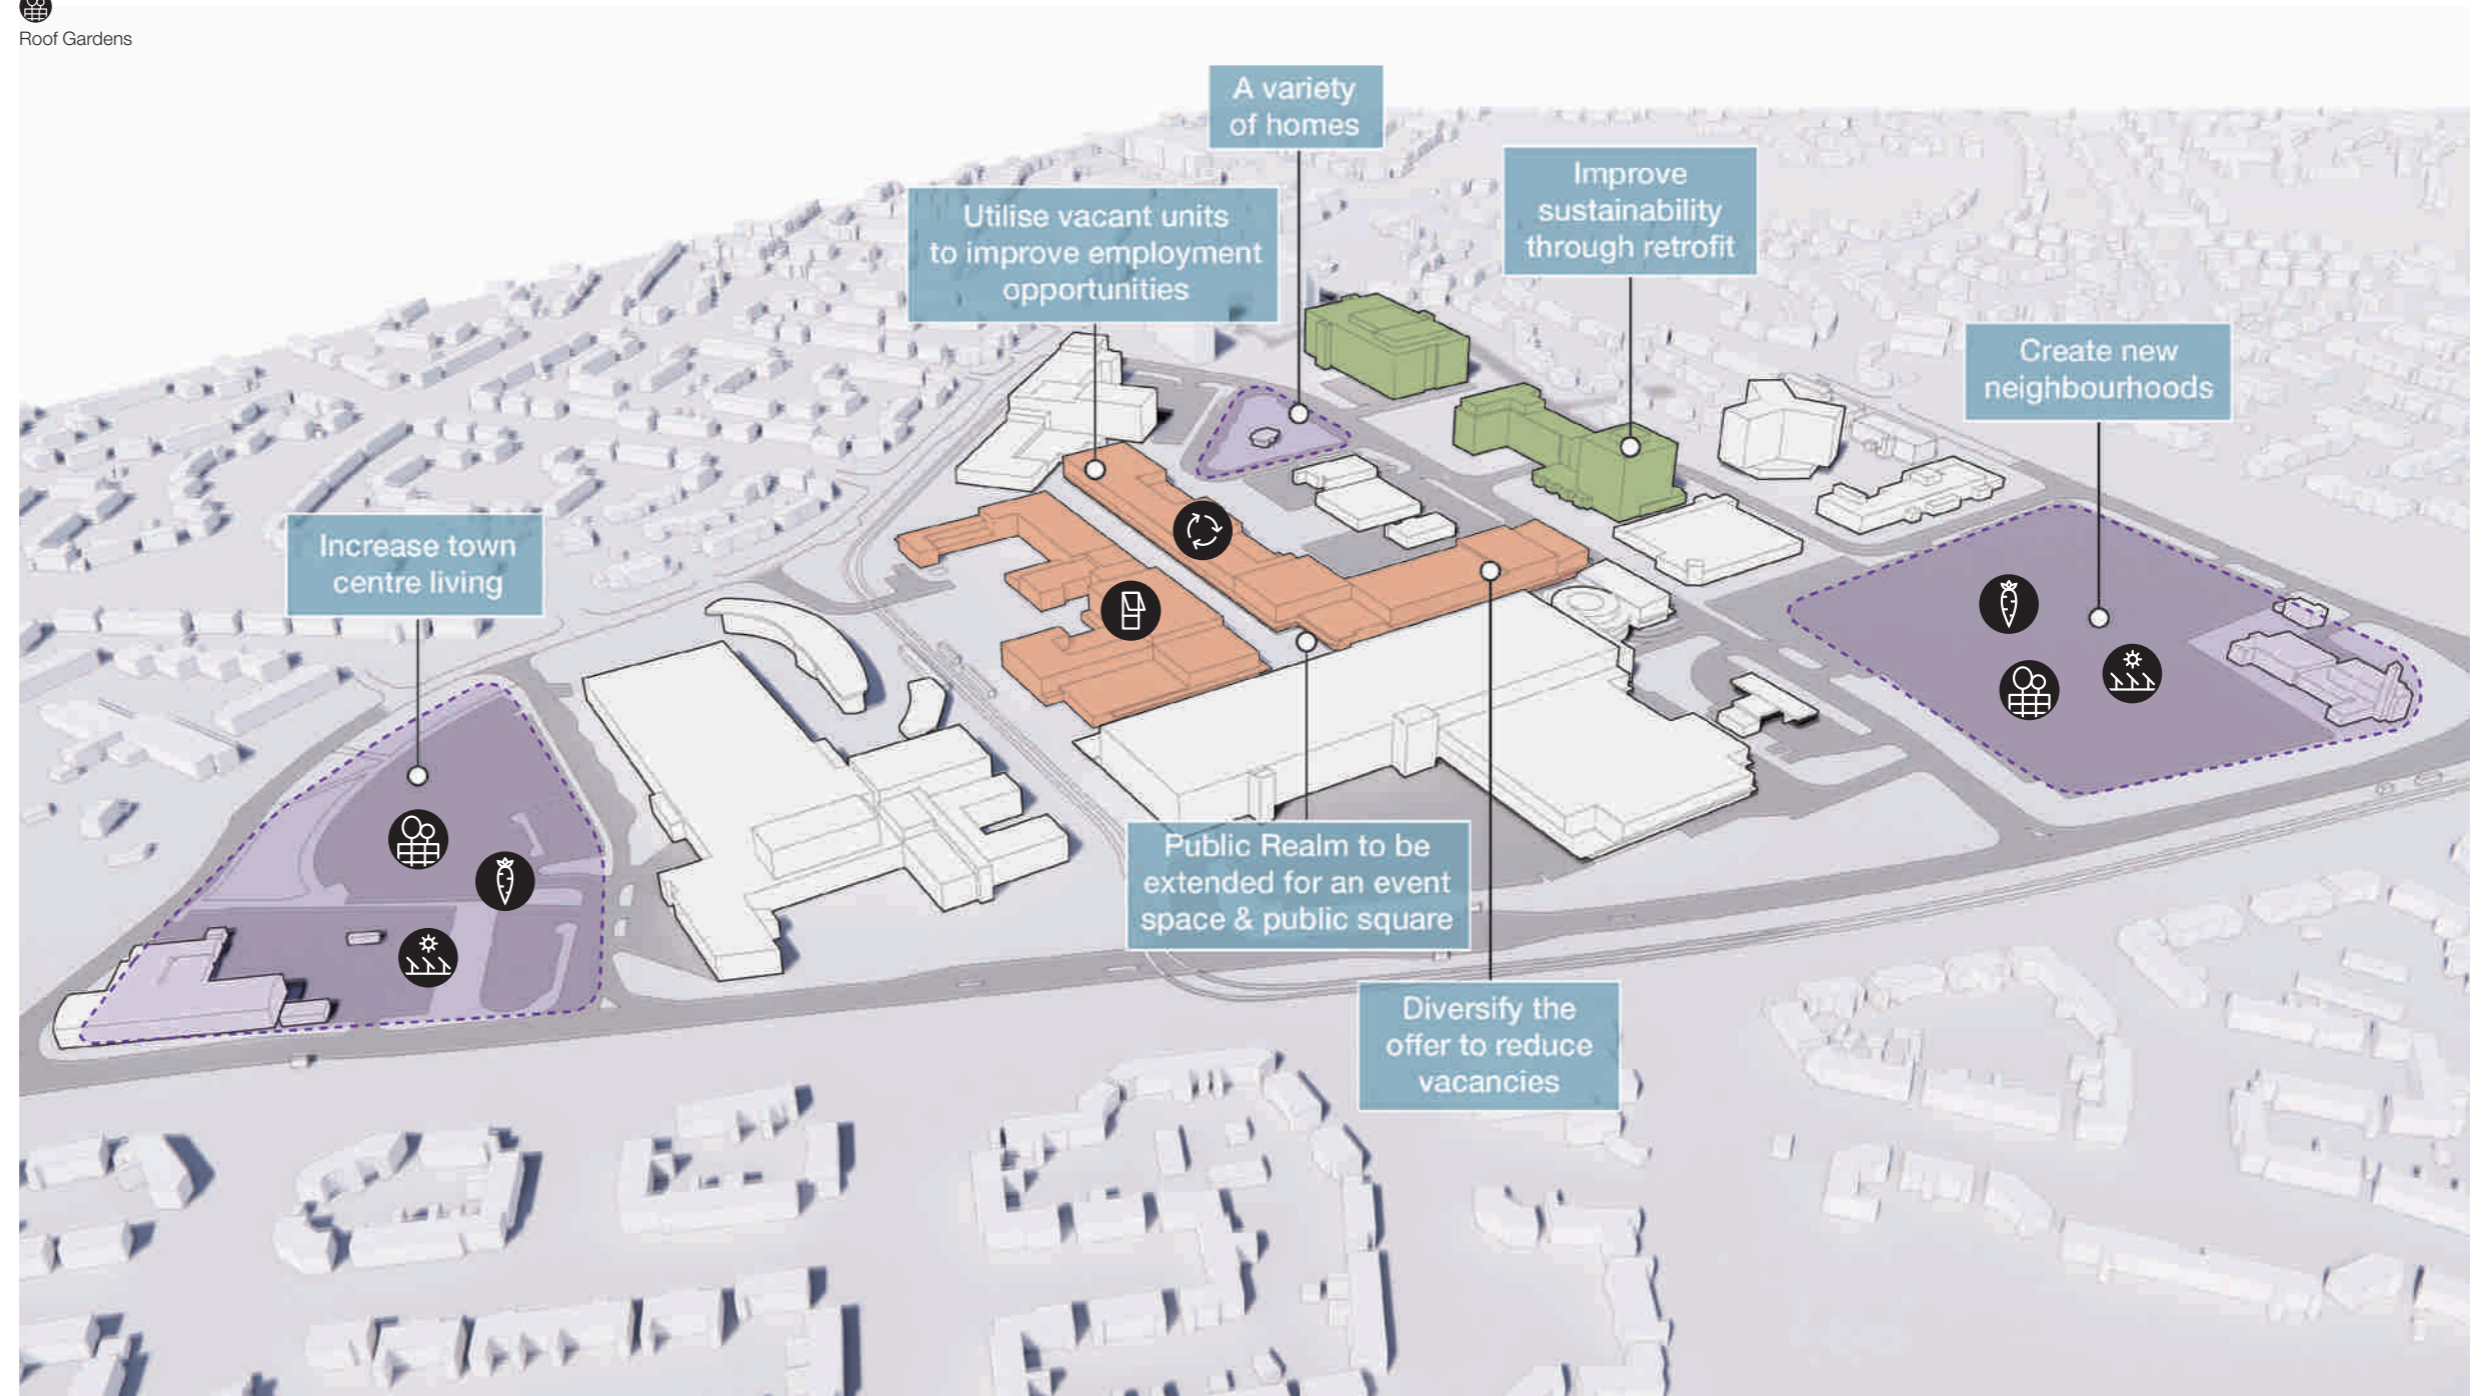 Roof Gardens
A variety
of homes
Improve
sustainability
through retrofit
Utilise vacant units
to improve employment
opportunities
Create new
neighbourhoods
Increase town
centre living
Public Realm to be
extended for an event
space & public square
Diversify the
offer to reduce
vacancies